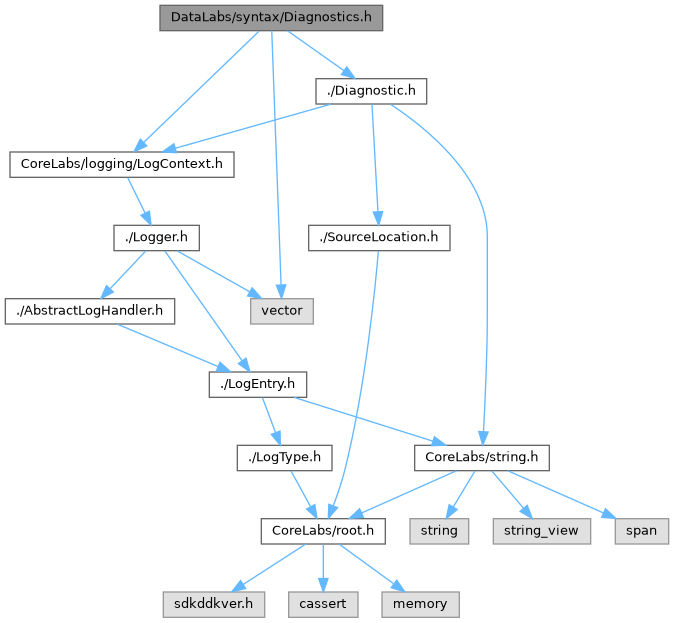 DataLabs/syntax/Diagnostics.h
./Diagnostic.h
CoreLabs/logging/LogContext.h
./Logger.h
./SourceLocation.h
./AbstractLogHandler.h
vector
./LogEntry.h
./LogType.h
CoreLabs/string.h
CoreLabs/root.h
string
string_view
span
sdkddkver.h
cassert
memory